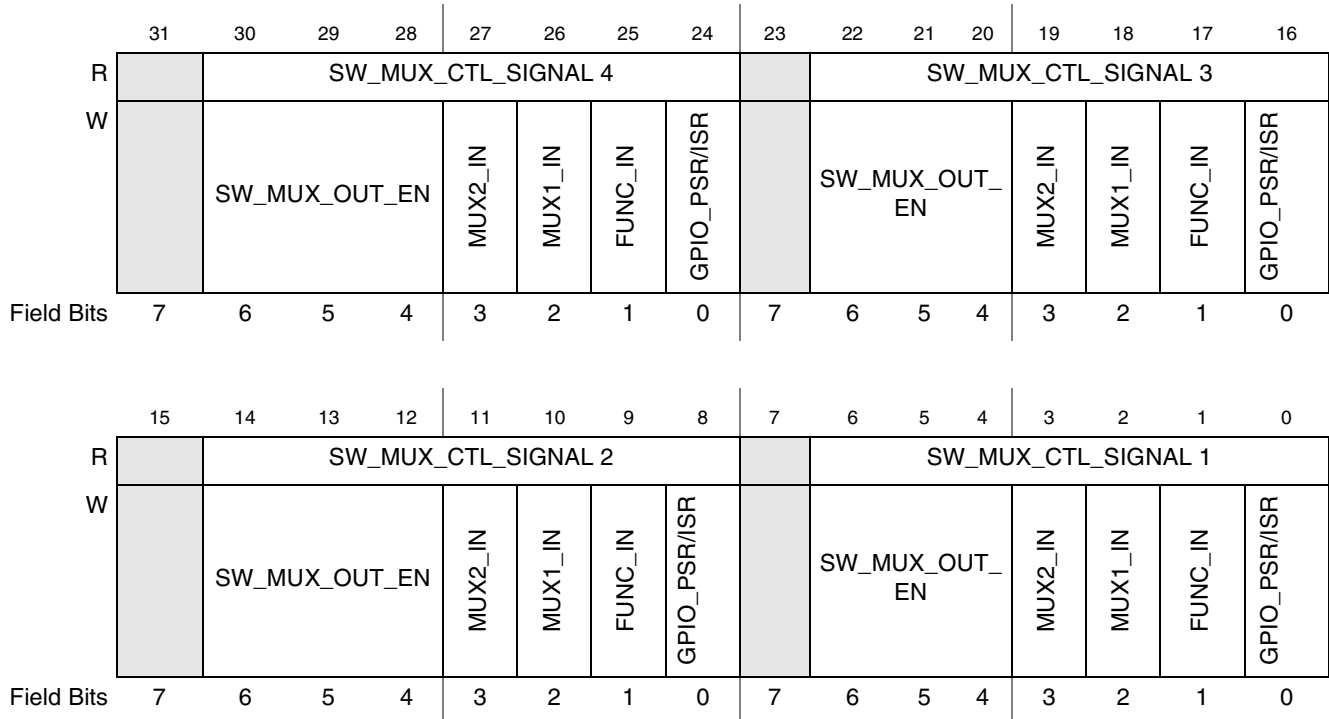 31 30 29 28 27 26 25 24 23 22 21 20 19 18 17 16
R SW_MUX_CTL_SIGNAL 4 SW_MUX_CTL_SIGNAL 3
W SW_MUX_OUT_EN MUX2_IN MUX1_IN FUNC_IN GPIO_PSR/ISR SW_MUX_OUT_ MUX2_IN MUX1_IN FUNC_IN GPIO_PSR/ISR
EN
Field Bits 7 6 5 4 3 2 1 0 7 6 5 4 3 2 1 0
15 14 13 12 11 10 9 8 7 6 5 4 3 2 1 0
R SW_MUX_CTL_SIGNAL 2 SW_MUX_CTL_SIGNAL 1
W SW_MUX_OUT_EN MUX2_IN MUX1_IN FUNC_IN GPIO_PSR/ISR SW_MUX_OUT_ MUX2_IN MUX1_IN FUNC_IN GPIO_PSR/ISR
EN
Field Bits 7 6 5 4 3 2 1 0 7 6 5 4 3 2 1 0